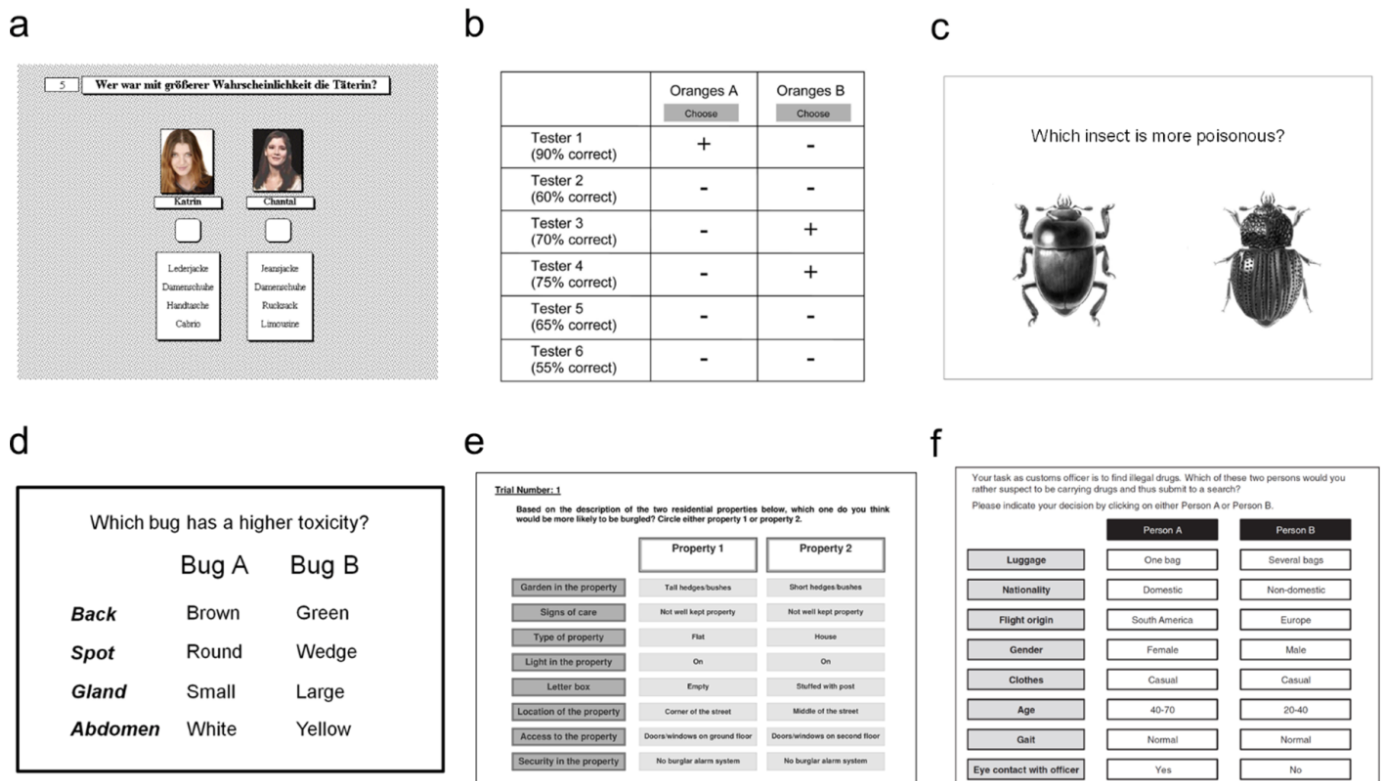 a
5
Wer war mit größerer Wahrscheinlichkeit die Täterin?
Katrin Chantal
Lederjacke Jeansjacke
Damenschuhe Damenschuhe
Handtasche Rucksack
Cabrio Limousine
b
Oranges A Oranges B
Choose Choose
Tester 1 + -
(90% correct)
Tester 2 - -
(60% correct)
Tester 3 - +
(70% correct)
Tester 4 - +
(75% correct)
Tester 5 - -
(65% correct)
Tester 6 - -
(55% correct)
c
Which insect is more poisonous?
d
Which bug has a higher toxicity?
Bug A Bug B
Back Brown Green
Spot Round Wedge
Gland Small Large
Abdomen White Yellow
e
Trial Number: 1
Based on the description of the two residential properties below, which one do you think
would be more likely to be burgled? Circle either property 1 or property 2.
Property 1 Property 2
Garden in the property Tall hedges/bushes Short hedges/bushes
Signs of care Not well kept property Not well kept property
Type of property Flat House
Light in the property On On
Letter box Empty Stuffed with post
Location of the property Corner of the street Middle of the street
Access to the property Doors/windows on ground floor Doors/windows on second floor
Security in the property No burglar alarm system No burglar alarm system
f
Your task as customs officer is to find illegal drugs. Which of these two persons would you
rather suspect to be carrying drugs and thus submit to a search?
Please indicate your decision by clicking on either Person A or Person B.
Person A Person B
Luggage One bag Several bags
Nationality Domestic Non-domestic
Flight origin South America Europe
Gender Female Male
Clothes Casual Casual
Age 40-70 20-40
Gait Normal Normal
Eye contact with officer Yes No